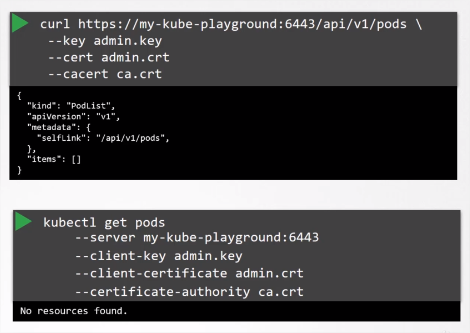 curl https://my-kube-playground:6443/api/v1/pods \
--key admin.key
--cert admin.crt
--cacert ca.crt
{
"kind": "PodList",
"apiVersion": "v1",
"metadata": {
"selfLink": "/api/v1/pods",
},
"items": []
}
kubectl get pods
--server my-kube-playground:6443
--client-key admin.key
--client-certificate admin.crt
--certificate-authority ca.crt
No resources found.